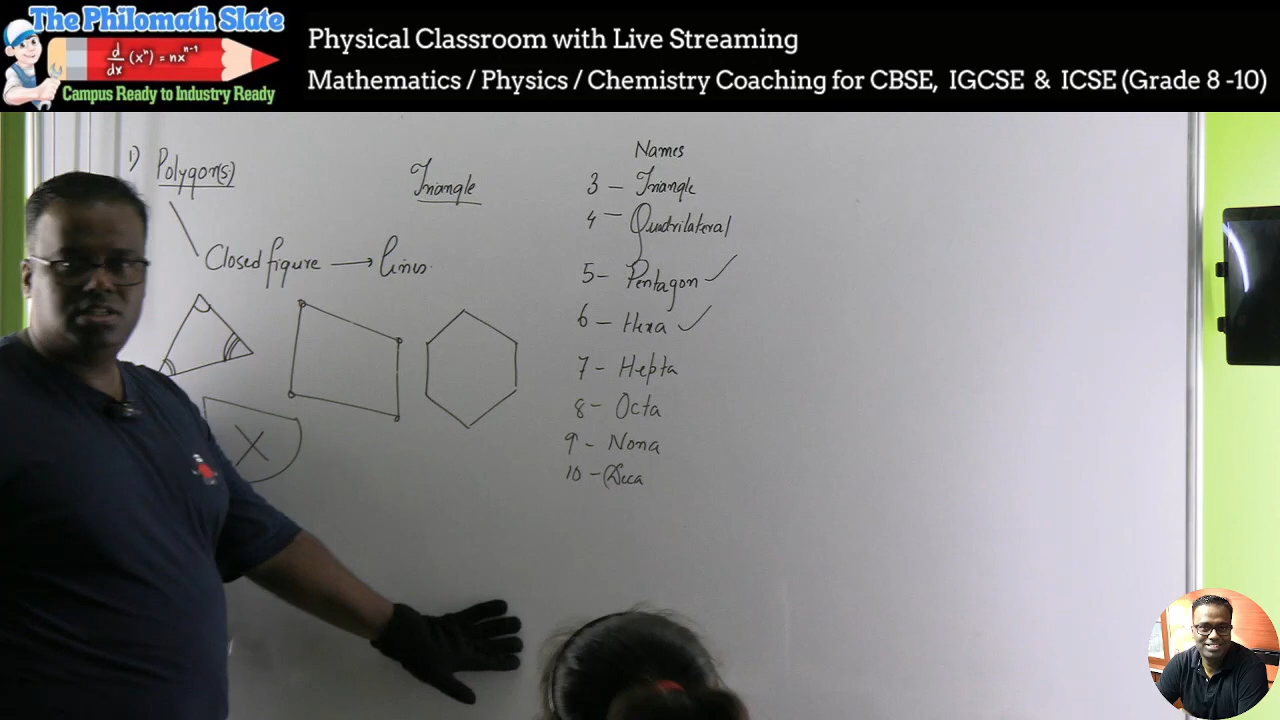 The Philomath Slate
d/dx (xⁿ) = nxⁿ⁻¹
Campus Ready to Industry Ready
Physical Classroom with Live Streaming
Mathematics / Physics / Chemistry Coaching for CBSE, IGCSE & ICSE (Grade 8 -10)
1) Polygon(s)
Closed figure → lines.
X
Triangle
Names
3 - Triangle
4 - Quadrilateral
5 - Pentagon ✓
6 - Hexa ✓
7 - Hepta
8 - Octa
9 - Nona
10 - Deca